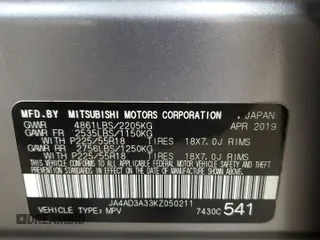 MFD.BY MITSUBISHI MOTORS CORPORATION , JAPAN
GVWR 4861LBS/2205KG APR 2019
GAWR FR 2535LBS/1150KG
WITH P225/55R18 TIRES 18X7.0J RIMS
GAWR RR 2756LBS/1250KG
WITH P225/55R18 TIRES 18X7.0J RIMS
JA4AD3A33KZ050211
VEHICLE TYPE: MPV 7430C 541